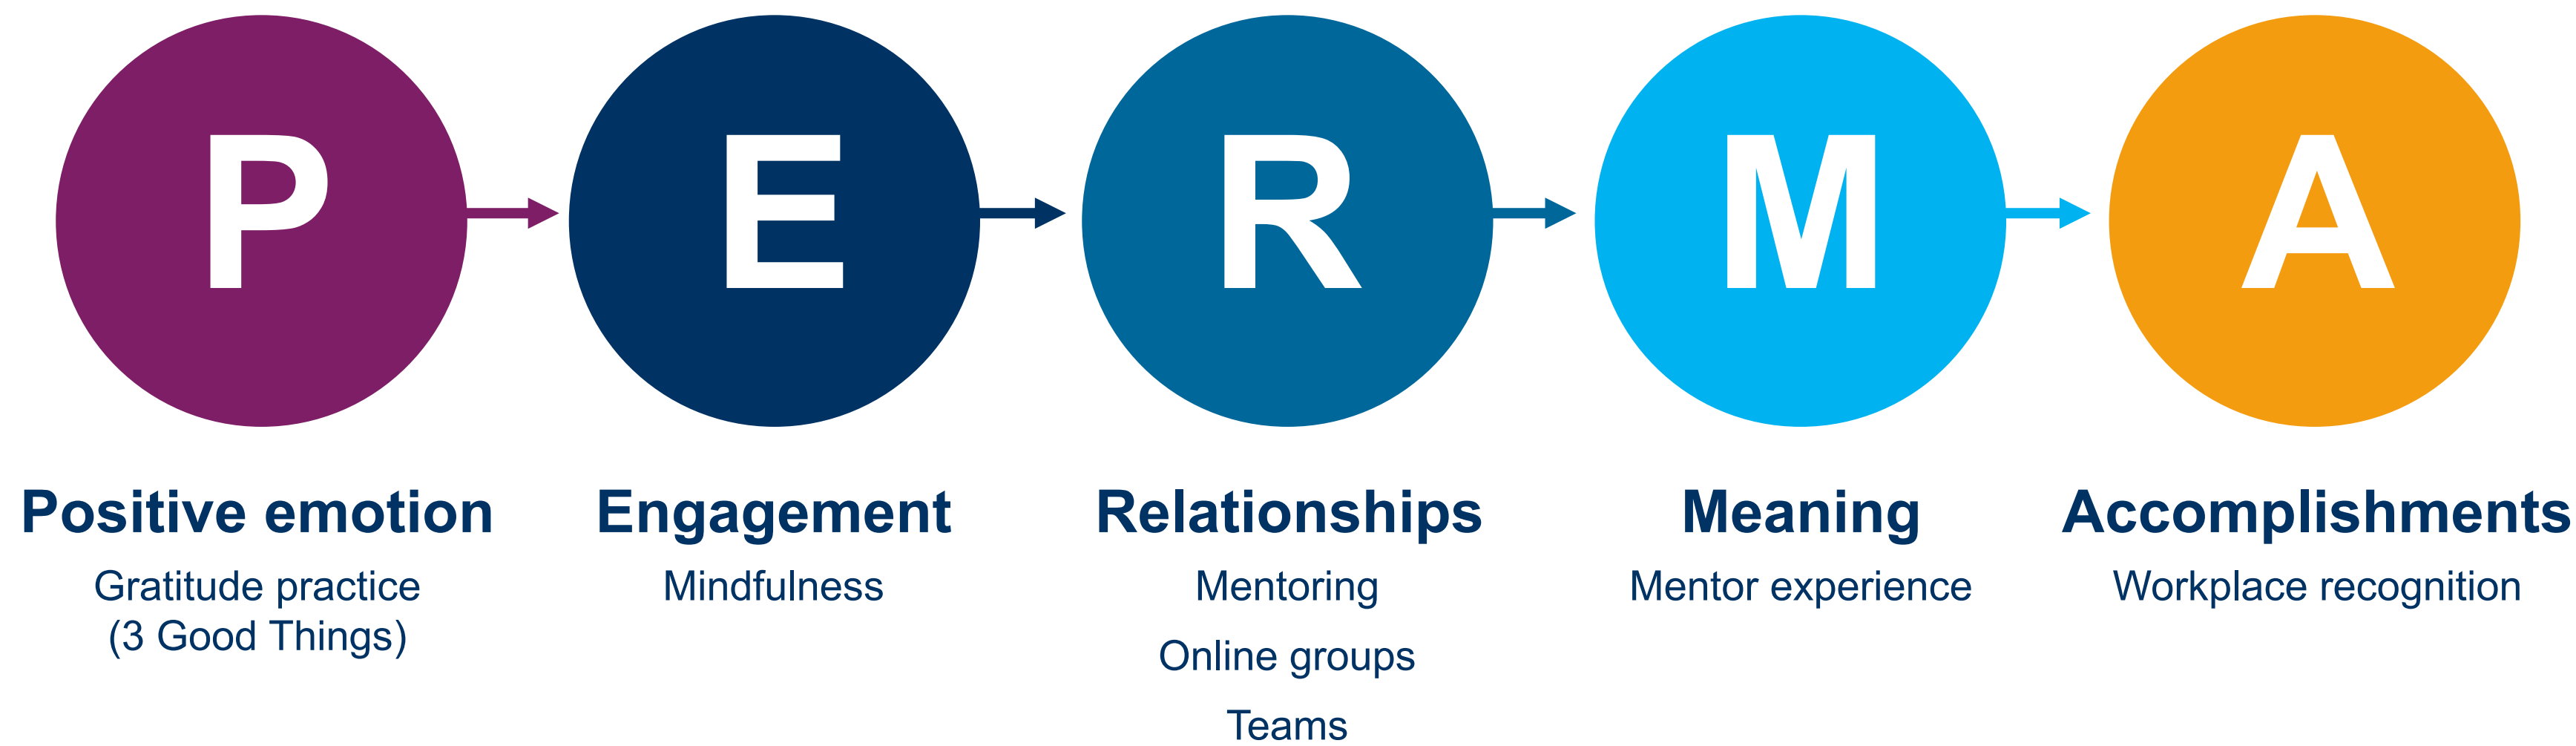 P
E
R
M
A
Positive emotion
Gratitude practice
(3 Good Things)
Engagement
Mindfulness
Relationships
Mentoring
Online groups
Teams
Meaning
Mentor experience
Accomplishments
Workplace recognition